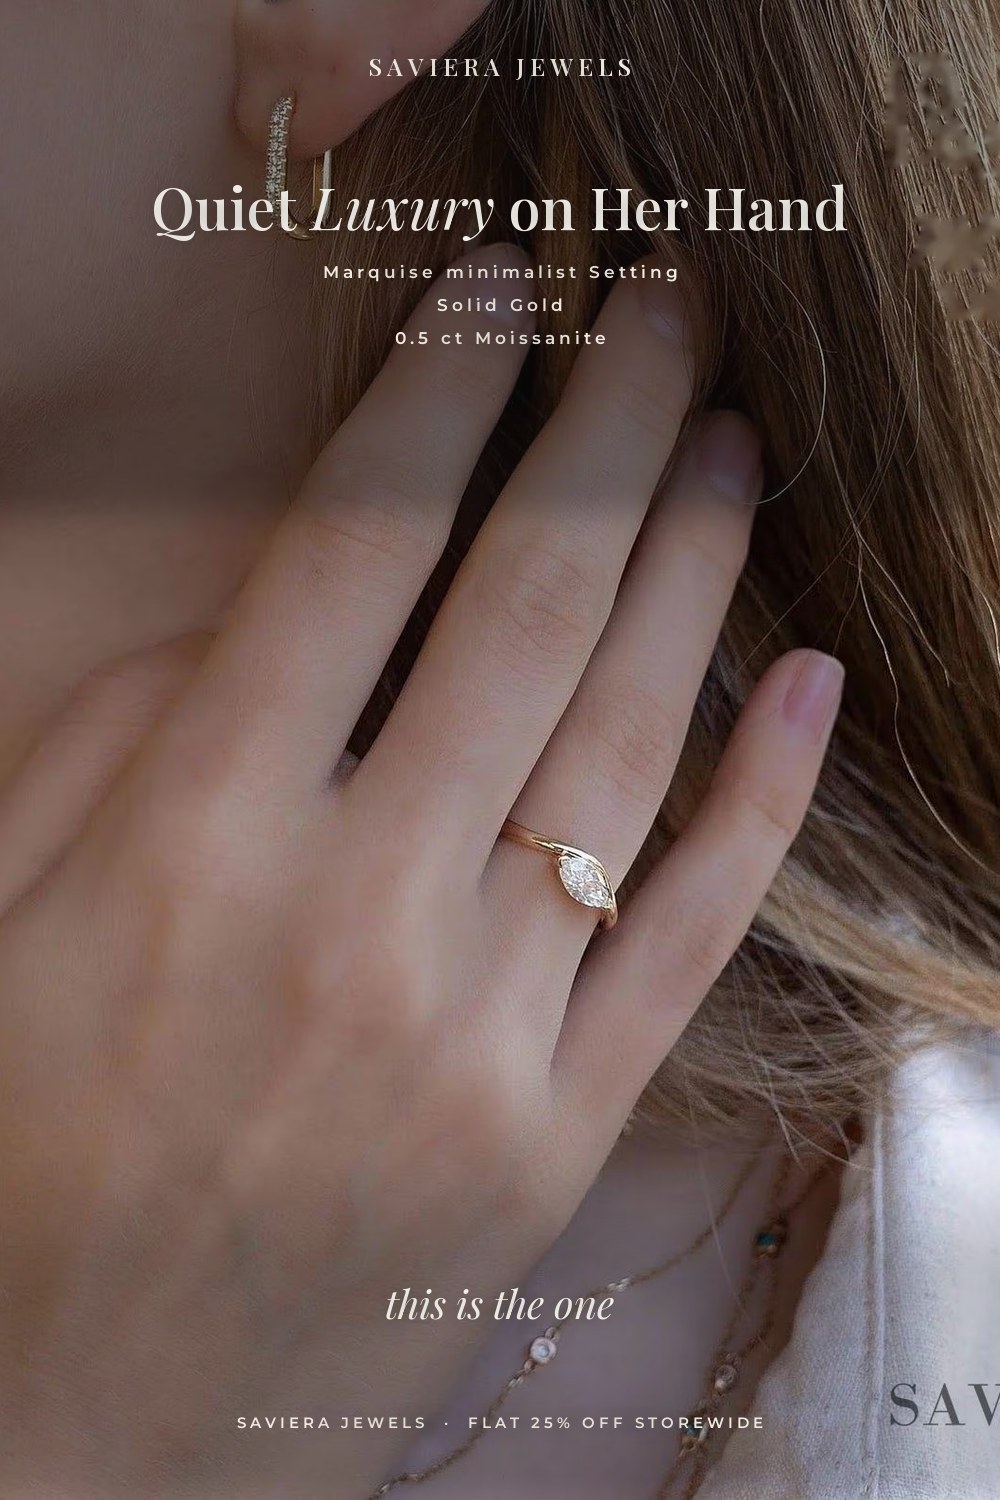 SAVIERA JEWELS
Quiet Luxury on Her Hand
Marquise minimalist Setting
Solid Gold
0.5 ct Moissanite
this is the one
SAV
SAVIERA JEWELS · FLAT 25% OFF STOREWIDE